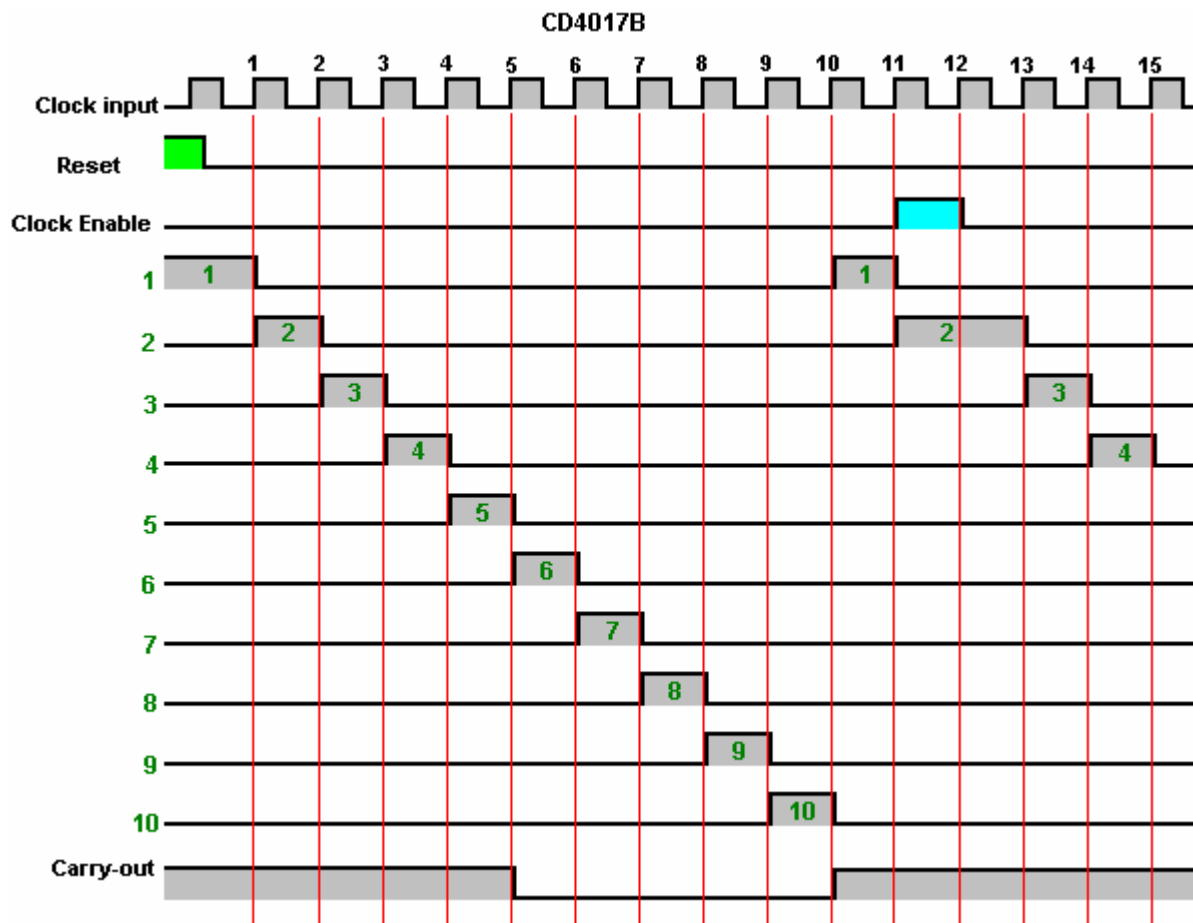 CD4017B
1 2 3 4 5 6 7 8 9 10 11 12 13 14 15
Clock input
Reset
Clock Enable
1 1 1
2 2 2
3 3 3
4 4 4
5 5
6 6
7 7
8 8
9 9
10 10
Carry-out